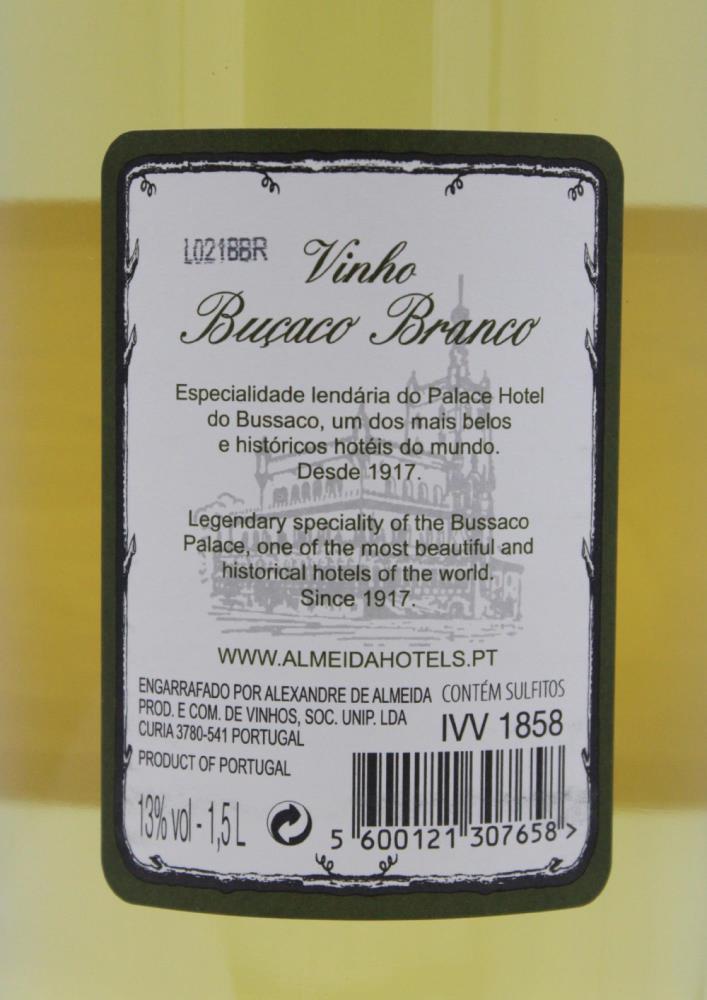 L021BBR
Vinho
Buçaco Branco
Especialidade lendária do Palace Hotel
do Bussaco, um dos mais belos
e históricos hotéis do mundo.
Desde 1917.
Legendary speciality of the Bussaco
Palace, one of the most beautiful and
historical hotels of the world.
Since 1917.
WWW.ALMEIDAHOTELS.PT
ENGARRAFADO POR ALEXANDRE DE ALMEIDA
PROD. E COM. DE VINHOS, SOC. UNIP. LDA
CURIA 3780-541 PORTUGAL
PRODUCT OF PORTUGAL
CONTÉM SULFITOS
IVV 1858
13% vol - 1,5 L
5 600121 307658 >